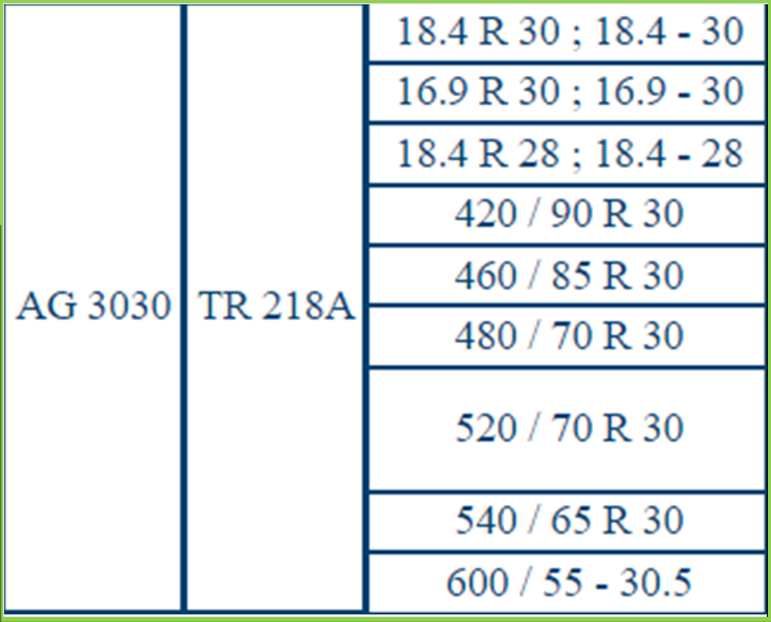 18.4 R 30 ; 18.4 - 30
16.9 R 30 ; 16.9 - 30
18.4 R 28 ; 18.4 - 28
420 / 90 R 30
460 / 85 R 30
AG 3030 TR 218A
480 / 70 R 30
520 / 70 R 30
540 / 65 R 30
600 / 55 - 30.5